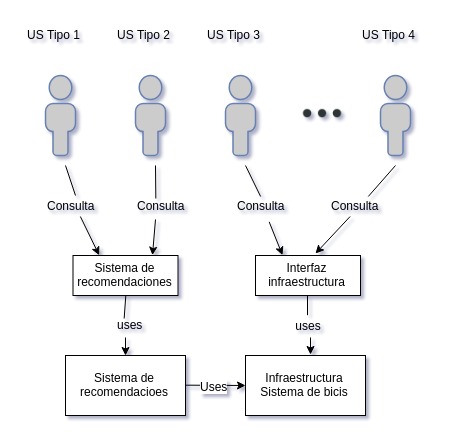 US Tipo 1
US Tipo 2
US Tipo 3
US Tipo 4
Consulta
Consulta
Consulta
Consulta
Sistema de
recomendaciones
Interfaz
infraestructura
uses
uses
Sistema de
recomendacioes
Uses
Infraestructura
Sistema de bicis